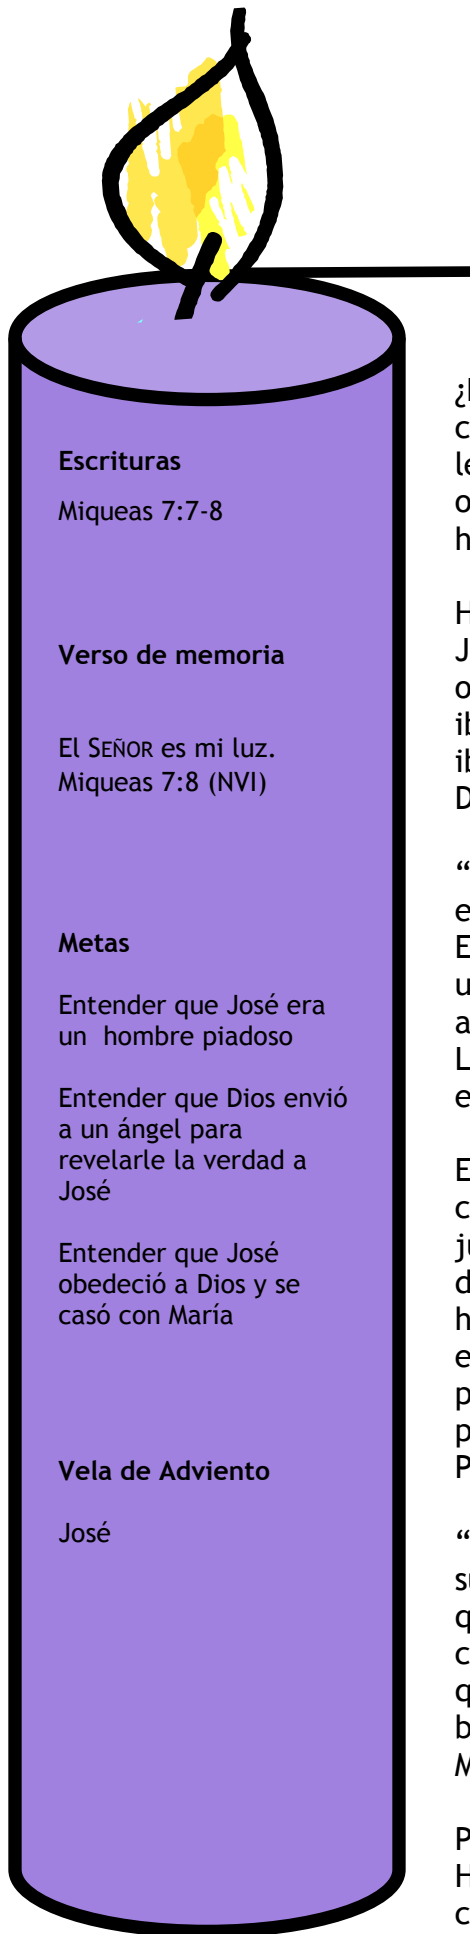 Escrituras
Miqueas 7:7-8
Verso de memoria
El SEÑOR es mi luz.
Miqueas 7:8 (NVI)
Metas
Entender que José era
un hombre piadoso
Entender que Dios envió
a un ángel para
revelarle la verdad a
José
Entender que José
obedeció a Dios y se
casó con María
Vela de Adviento
José